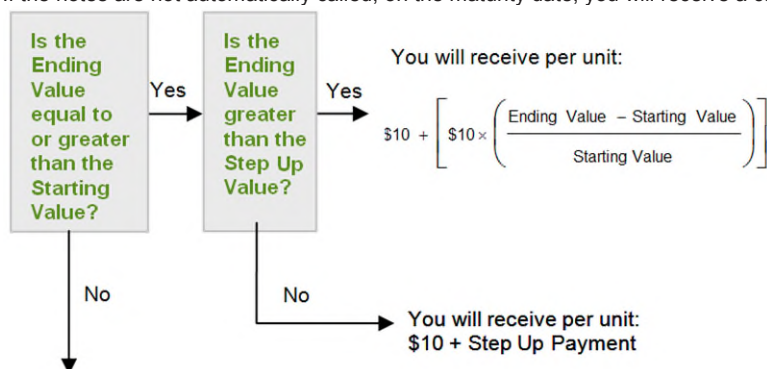 If the notes are not automatically called, on the maturity date, you will receive a
Is the
Ending
Value
equal to
or greater
than the
Starting
Value?
Yes
No
Is the
Ending
Value
greater
than the
Step Up
Value?
Yes
No
You will receive per unit:
$10 + [ $10 × ( Ending Value – Starting Value
Starting Value ) ]
You will receive per unit:
$10 + Step Up Payment